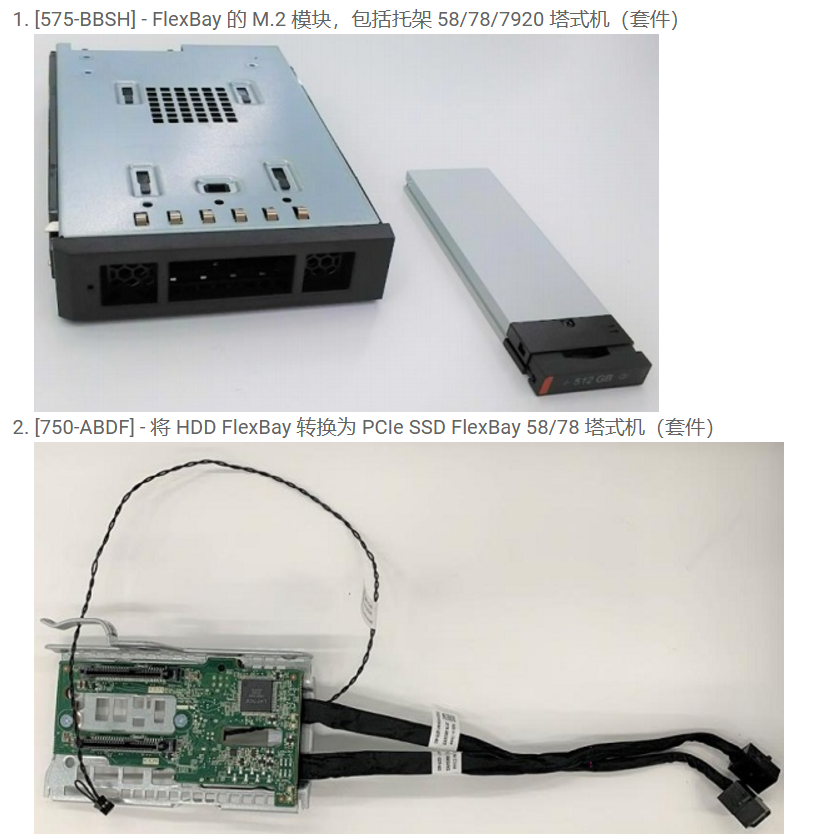 1. [575-BBSH] - FlexBay 的 M.2 模块，包括托架 58/78/7920 塔式机（套件）
512 GB
2. [750-ABDF] - 将 HDD FlexBay 转换为 PCIe SSD FlexBay 58/78 塔式机（套件）